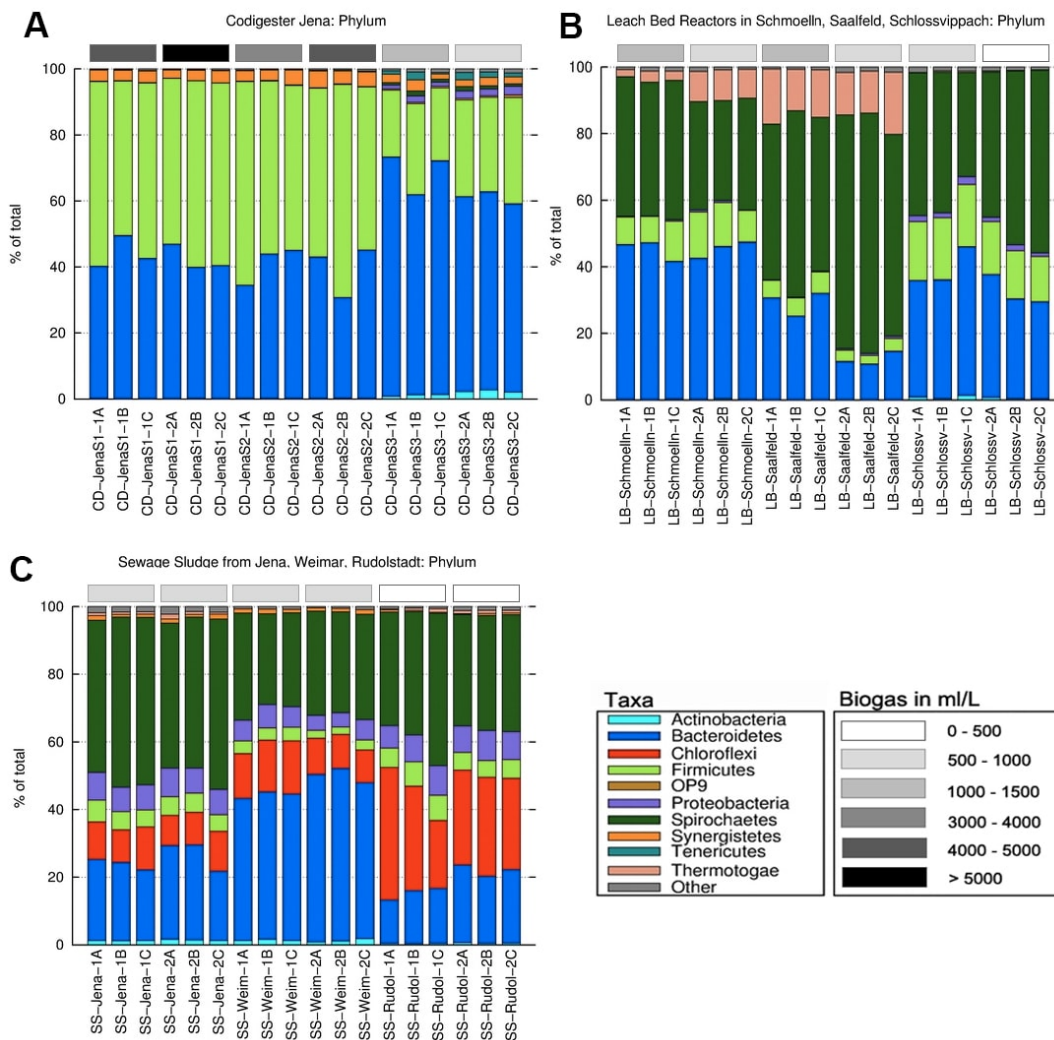 A
Codigester Jena: Phylum
100
80
60
40
20
0
% of total
CD-JenaS1-1A
CD-JenaS1-1B
CD-JenaS1-1C
CD-JenaS1-2A
CD-JenaS1-2B
CD-JenaS1-2C
CD-JenaS2-1A
CD-JenaS2-1B
CD-JenaS2-1C
CD-JenaS2-2A
CD-JenaS2-2B
CD-JenaS2-2C
CD-JenaS3-1A
CD-JenaS3-1B
CD-JenaS3-1C
CD-JenaS3-2A
CD-JenaS3-2B
CD-JenaS3-2C
B
Leach Bed Reactors in Schmoelln, Saalfeld, Schlossvippach: Phylum
100
80
60
40
20
0
% of total
LB-Schmoelln-1A
LB-Schmoelln-1B
LB-Schmoelln-1C
LB-Schmoelln-2A
LB-Schmoelln-2B
LB-Schmoelln-2C
LB-Saalfeld-1A
LB-Saalfeld-1B
LB-Saalfeld-1C
LB-Saalfeld-2A
LB-Saalfeld-2B
LB-Saalfeld-2C
LB-Schlossv-1A
LB-Schlossv-1B
LB-Schlossv-1C
LB-Schlossv-2A
LB-Schlossv-2B
LB-Schlossv-2C
C
Sewage Sludge from Jena, Weimar, Rudolstadt: Phylum
100
80
60
40
20
0
% of total
SS-Jena-1A
SS-Jena-1B
SS-Jena-1C
SS-Jena-2A
SS-Jena-2B
SS-Jena-2C
SS-Weim-1A
SS-Weim-1B
SS-Weim-1C
SS-Weim-2A
SS-Weim-2B
SS-Weim-2C
SS-Rudol-1A
SS-Rudol-1B
SS-Rudol-1C
SS-Rudol-2A
SS-Rudol-2B
SS-Rudol-2C
Taxa
Actinobacteria
Bacteroidetes
Chloroflexi
Firmicutes
OP9
Proteobacteria
Spirochaetes
Synergistetes
Tenericutes
Thermotogae
Other
Biogas in ml/L
0 - 500
500 - 1000
1000 - 1500
3000 - 4000
4000 - 5000
> 5000